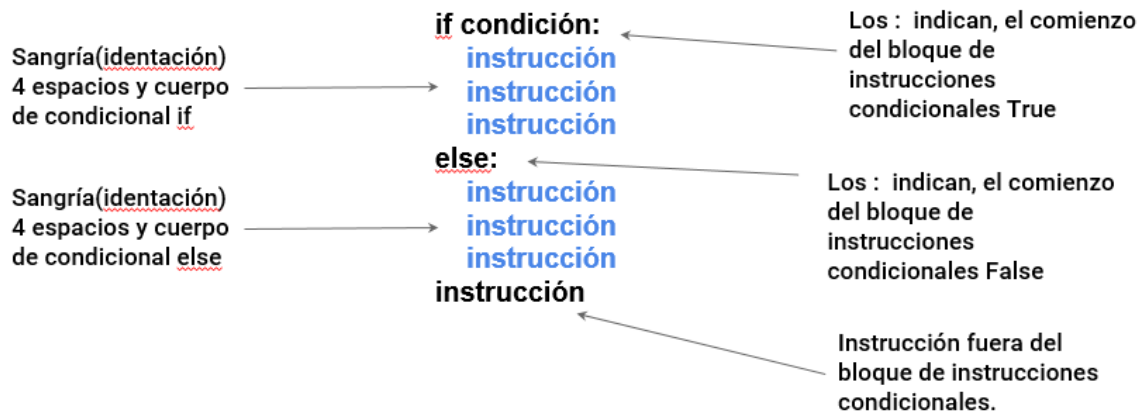 if condición:
instrucción
instrucción
instrucción
else:
instrucción
instrucción
instrucción
instrucción
Sangría(identación)
4 espacios y cuerpo
de condicional if
Sangría(identación)
4 espacios y cuerpo
de condicional else
Los :  indican, el comienzo
del bloque de
instrucciones
condicionales True
Los :  indican, el comienzo
del bloque de
instrucciones
condicionales False
Instrucción fuera del
bloque de instrucciones
condicionales.